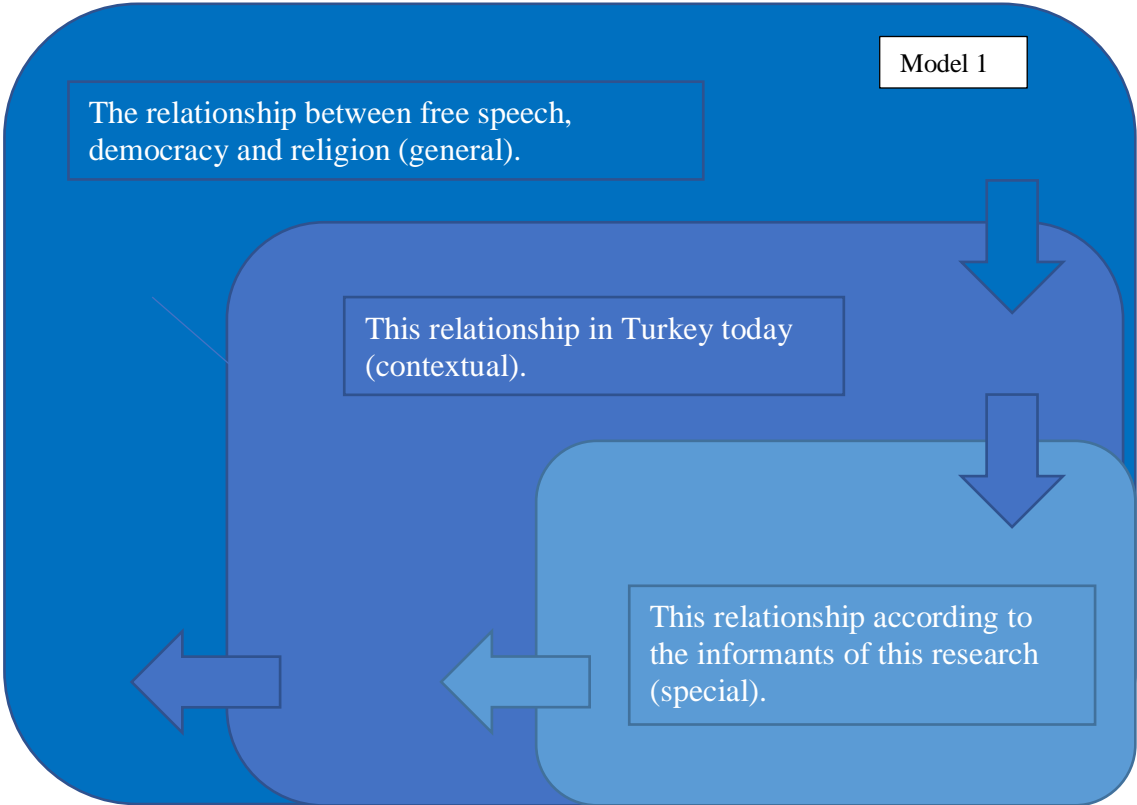 Model 1
The relationship between free speech,
democracy and religion (general).
This relationship in Turkey today
(contextual).
This relationship according to
the informants of this research
(special).